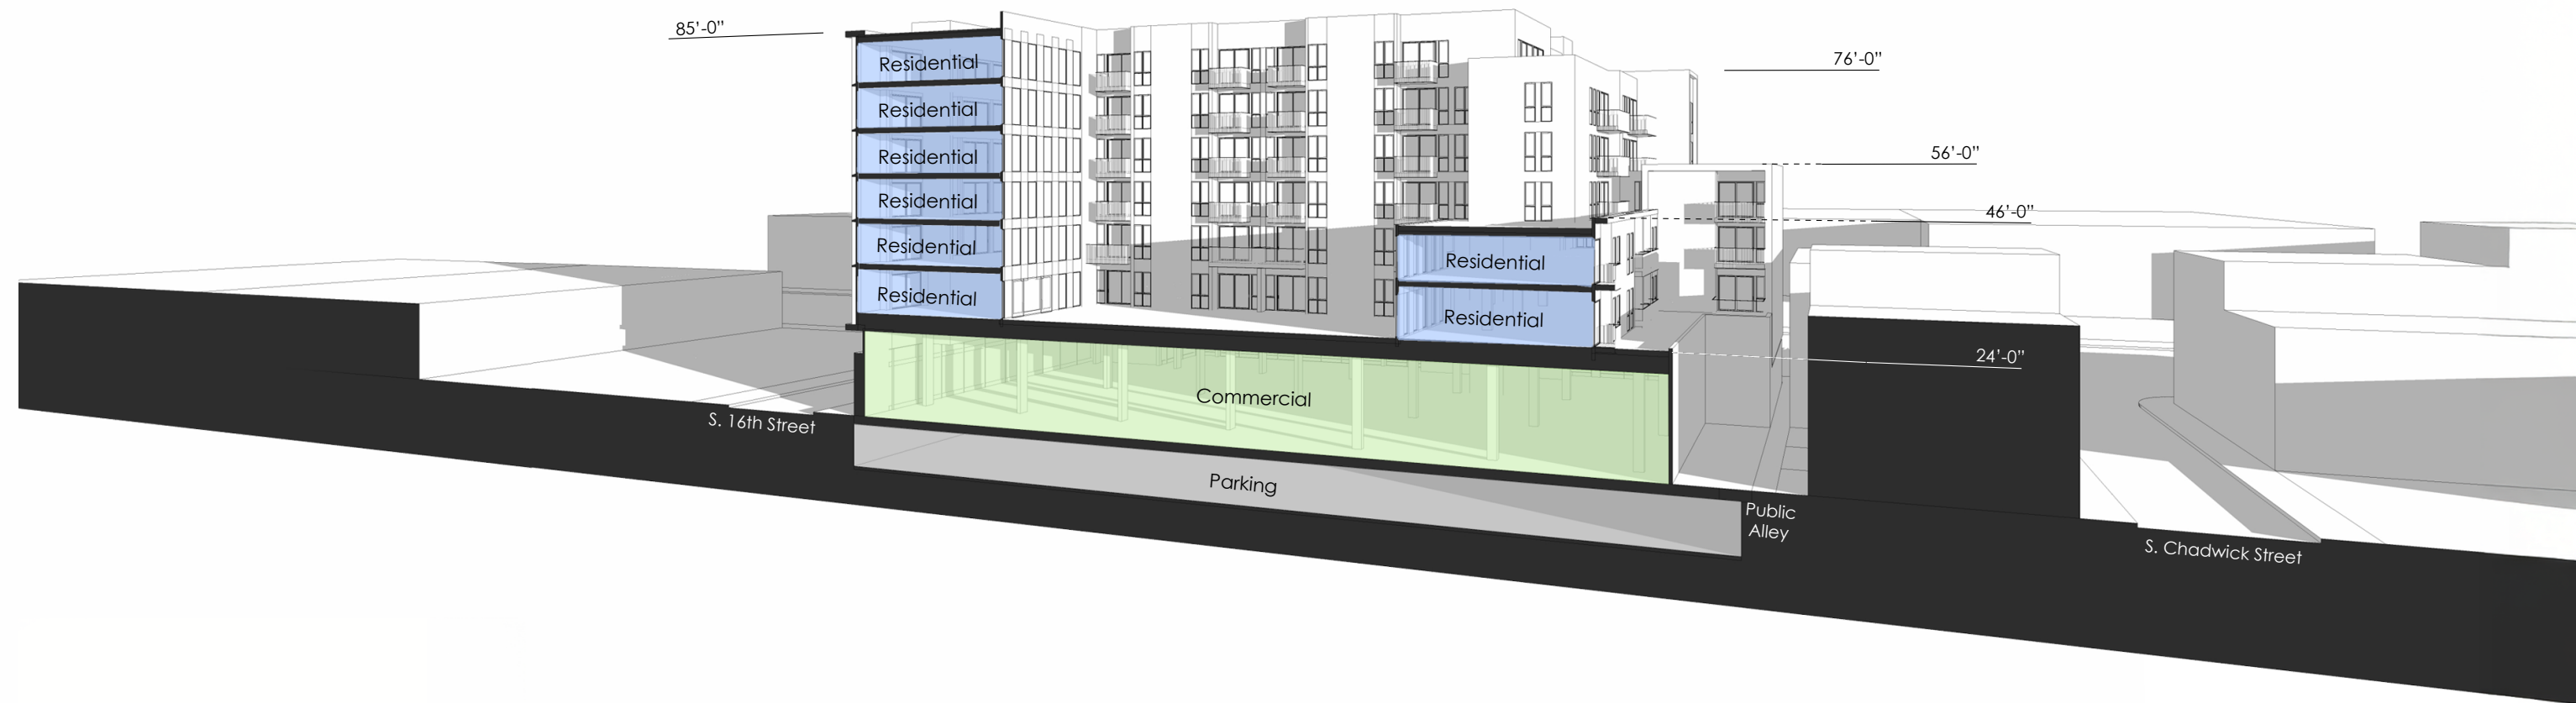 85’-0”
76’-0”
56’-0”
46’-0”
24’-0”
Residential
Residential
Residential
Residential
Residential
Residential
Residential
Residential
Commercial
Parking
S. 16th Street
Public
Alley
S. Chadwick Street